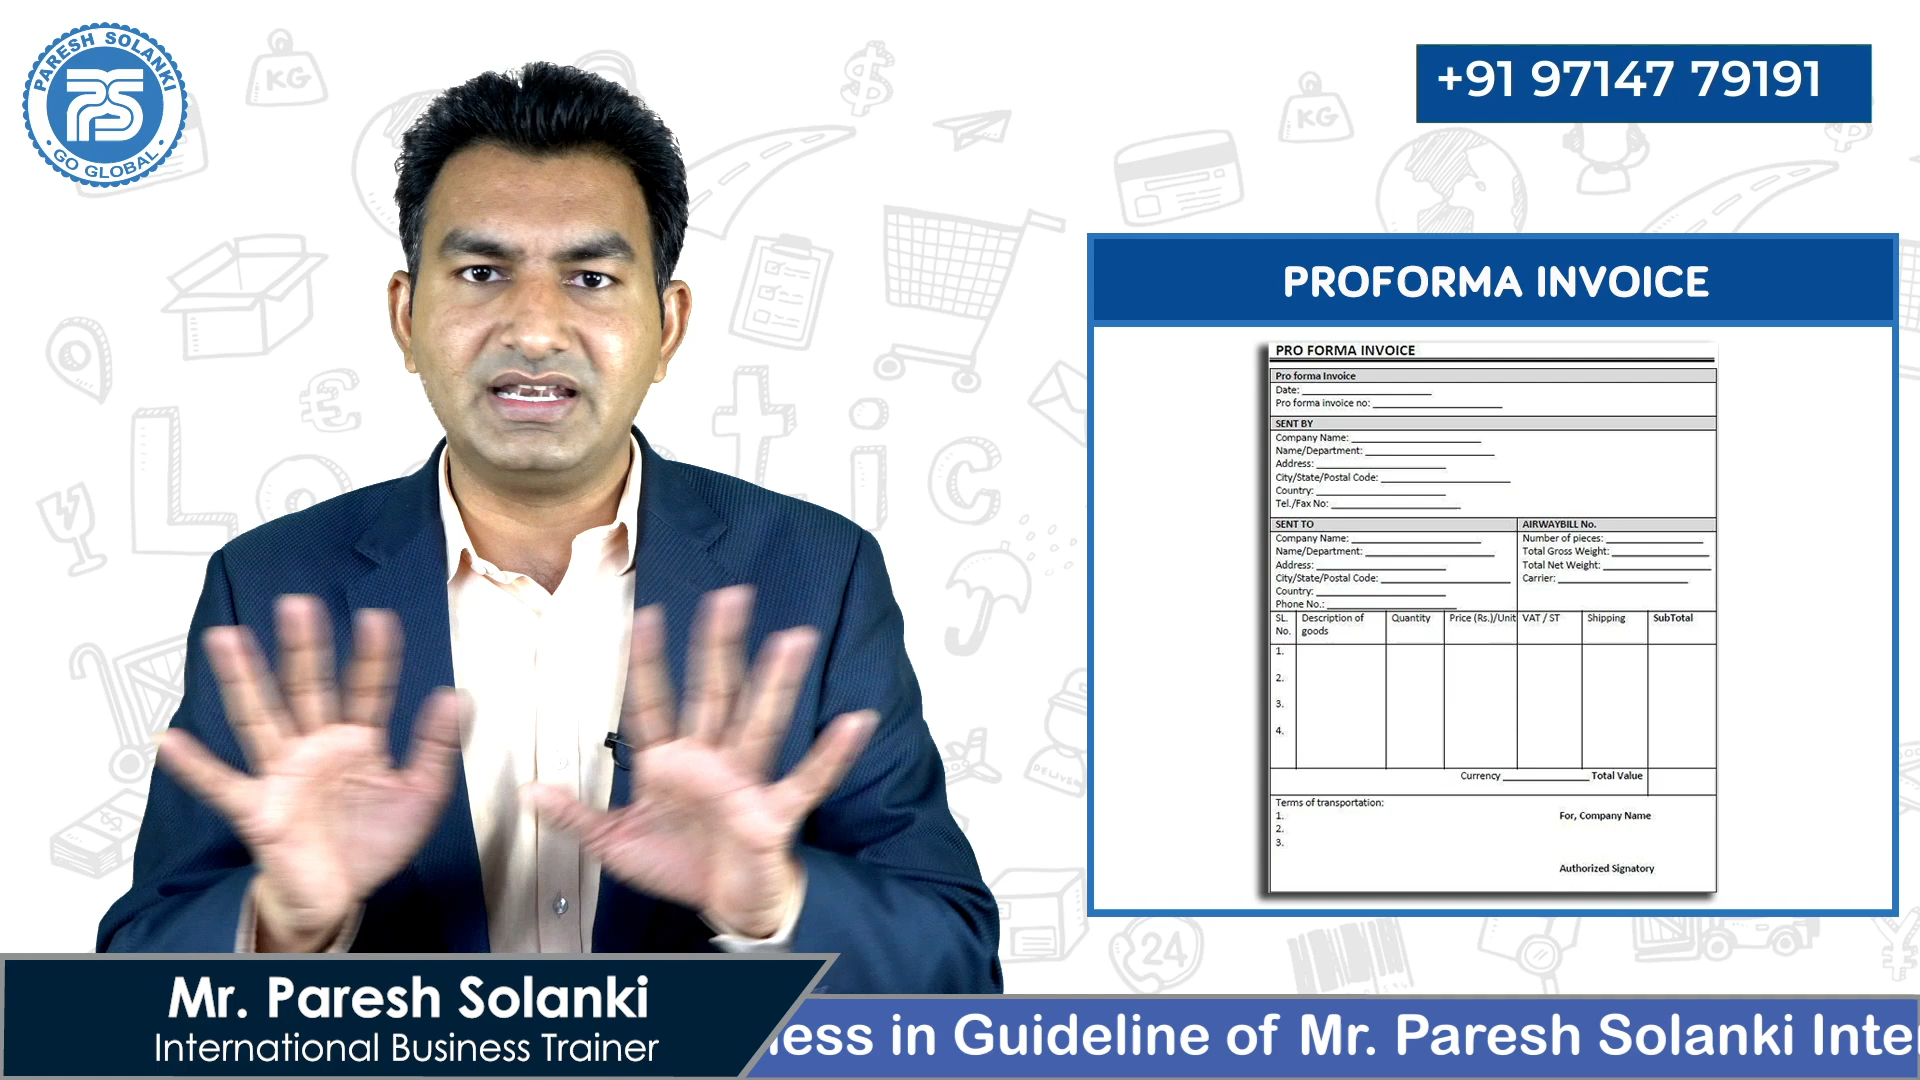 PARESH SOLANKI
PS
• GO GLOBAL •
KG
+91 97147 79191
KG
PROFORMA INVOICE
PRO FORMA INVOICE
Pro forma Invoice
Date:
Pro forma invoice no:
SENT BY
Company Name:
Name/Department:
Address:
City/State/Postal Code:
Country:
Tel./Fax No:
SENT TO
Company Name:
Name/Department:
Address:
City/State/Postal Code:
Country:
Phone No.:
AIRWAYBILL No.
Number of pieces:
Total Gross Weight:
Total Net Weight:
Carrier:
SL. No. Description of goods Quantity Price (Rs.)/Unit VAT / ST Shipping SubTotal
1.
2.
3.
4.
Currency Total Value
Terms of transportation:
1.
2.
3.
For, Company Name
Authorized Signatory
24
Mr. Paresh Solanki
International Business Trainer
ness in Guideline of Mr. Paresh Solanki Inte